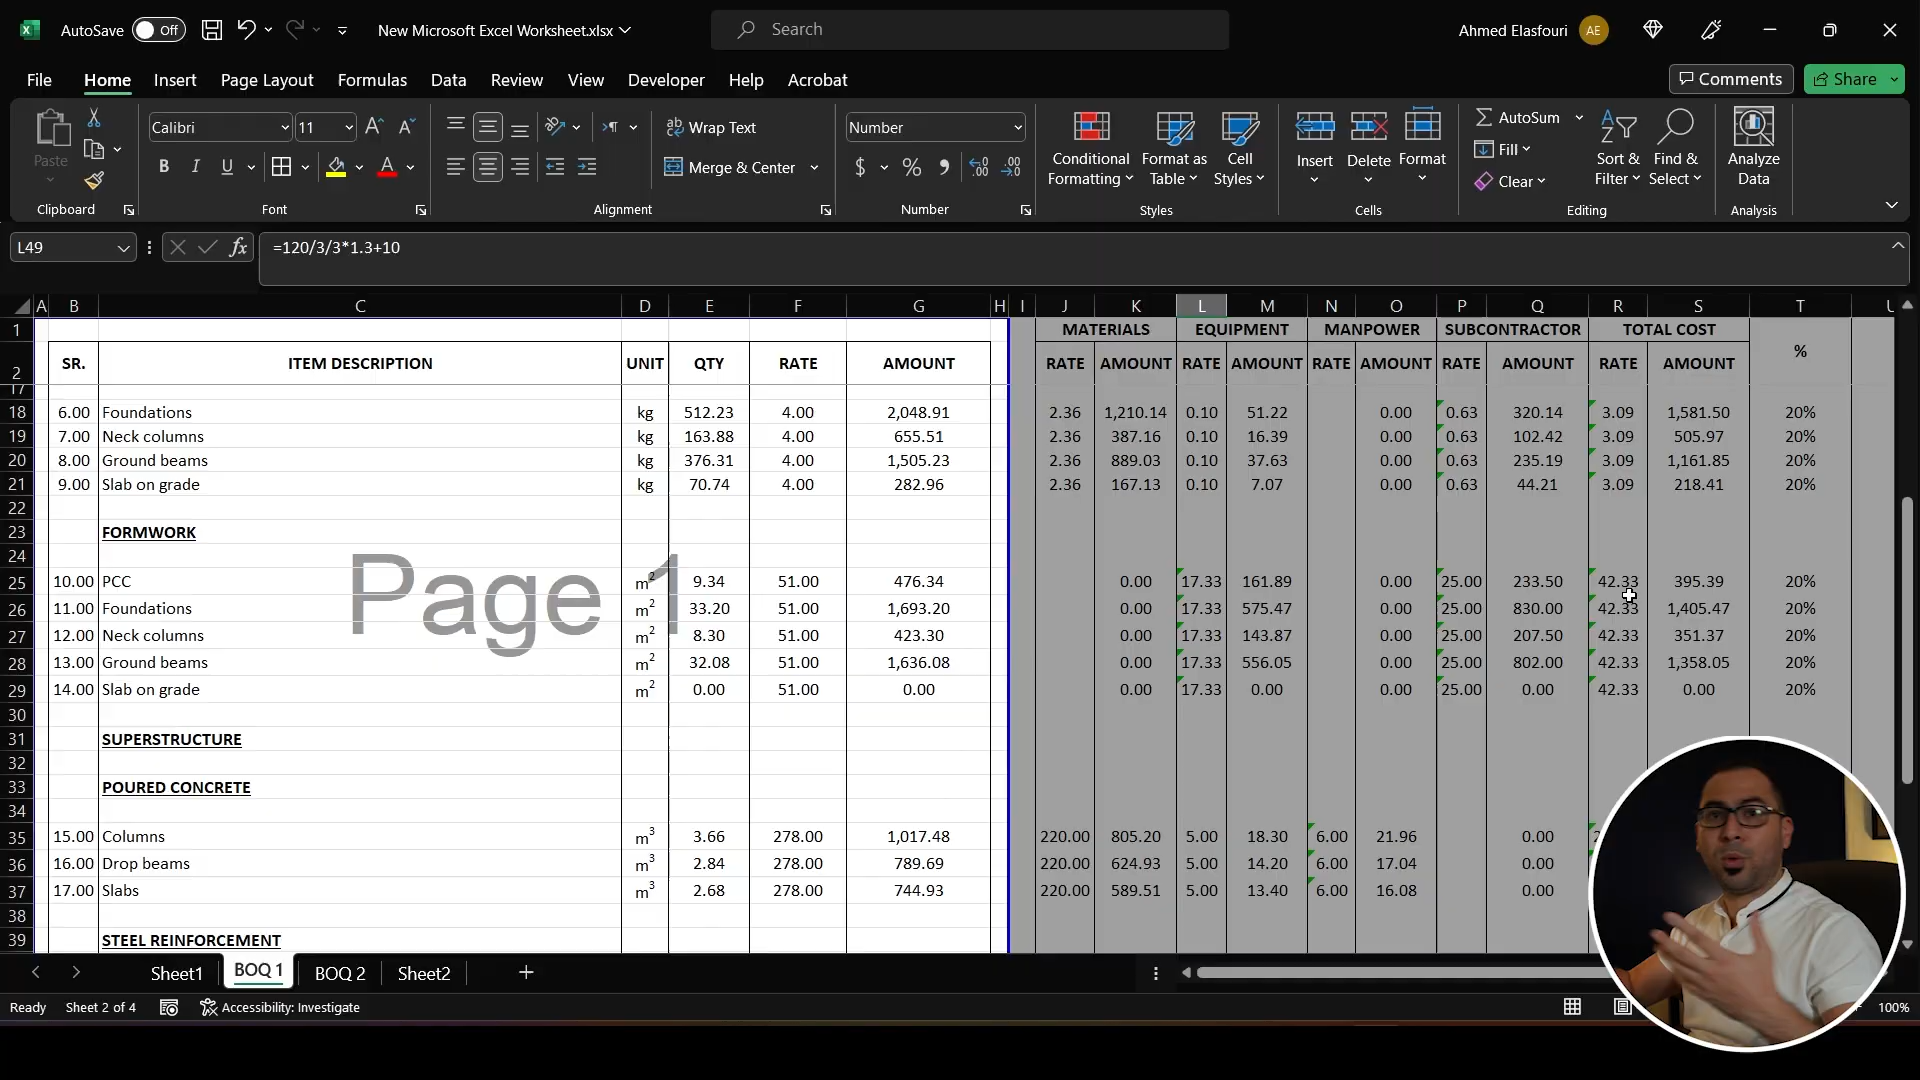 AutoSave Off New Microsoft Excel Worksheet.xlsx Search Ahmed Elasfouri AE
File Home Insert Page Layout Formulas Data Review View Developer Help Acrobat Comments Share
Paste Calibri 11 Wrap Text Number AutoSum
B I U Merge & Center $ % Conditional Formatting Format as Table Cell Styles Insert Delete Format Fill Clear Sort & Filter Find & Select Analyze Data
Clipboard Font Alignment Number Styles Cells Editing Analysis
L49 fx =120/3/3*1.3+10
A B C D E F G H I J K L M N O P Q R S T
1 MATERIALS EQUIPMENT MANPOWER SUBCONTRACTOR TOTAL COST %
2 SR. ITEM DESCRIPTION UNIT QTY RATE AMOUNT RATE AMOUNT RATE AMOUNT RATE AMOUNT RATE AMOUNT RATE AMOUNT
17
18 6.00 Foundations kg 512.23 4.00 2,048.91 2.36 1,210.14 0.10 51.22 0.00 0.63 320.14 3.09 1,581.50 20%
19 7.00 Neck columns kg 163.88 4.00 655.51 2.36 387.16 0.10 16.39 0.00 0.63 102.42 3.09 505.97 20%
20 8.00 Ground beams kg 376.31 4.00 1,505.23 2.36 889.03 0.10 37.63 0.00 0.63 235.19 3.09 1,161.85 20%
21 9.00 Slab on grade kg 70.74 4.00 282.96 2.36 167.13 0.10 7.07 0.00 0.63 44.21 3.09 218.41 20%
22
23 FORMWORK
24
Page 1
25 10.00 PCC m² 9.34 51.00 476.34 0.00 17.33 161.89 0.00 25.00 233.50 42.33 395.39 20%
26 11.00 Foundations m² 33.20 51.00 1,693.20 0.00 17.33 575.47 0.00 25.00 830.00 42.33 1,405.47 20%
27 12.00 Neck columns m² 8.30 51.00 423.30 0.00 17.33 143.87 0.00 25.00 207.50 42.33 351.37 20%
28 13.00 Ground beams m² 32.08 51.00 1,636.08 0.00 17.33 556.05 0.00 25.00 802.00 42.33 1,358.05 20%
29 14.00 Slab on grade m² 0.00 51.00 0.00 0.00 17.33 0.00 0.00 25.00 0.00 42.33 0.00 20%
30
31 SUPERSTRUCTURE
32
33 POURED CONCRETE
34
35 15.00 Columns m³ 3.66 278.00 1,017.48 220.00 805.20 5.00 18.30 6.00 21.96 0.00
36 16.00 Drop beams m³ 2.84 278.00 789.69 220.00 624.93 5.00 14.20 6.00 17.04 0.00
37 17.00 Slabs m³ 2.68 278.00 744.93 220.00 589.51 5.00 13.40 6.00 16.08 0.00
38
39 STEEL REINFORCEMENT
Sheet1 BOQ 1 BOQ 2 Sheet2
Ready Sheet 2 of 4 Accessibility: Investigate 100%